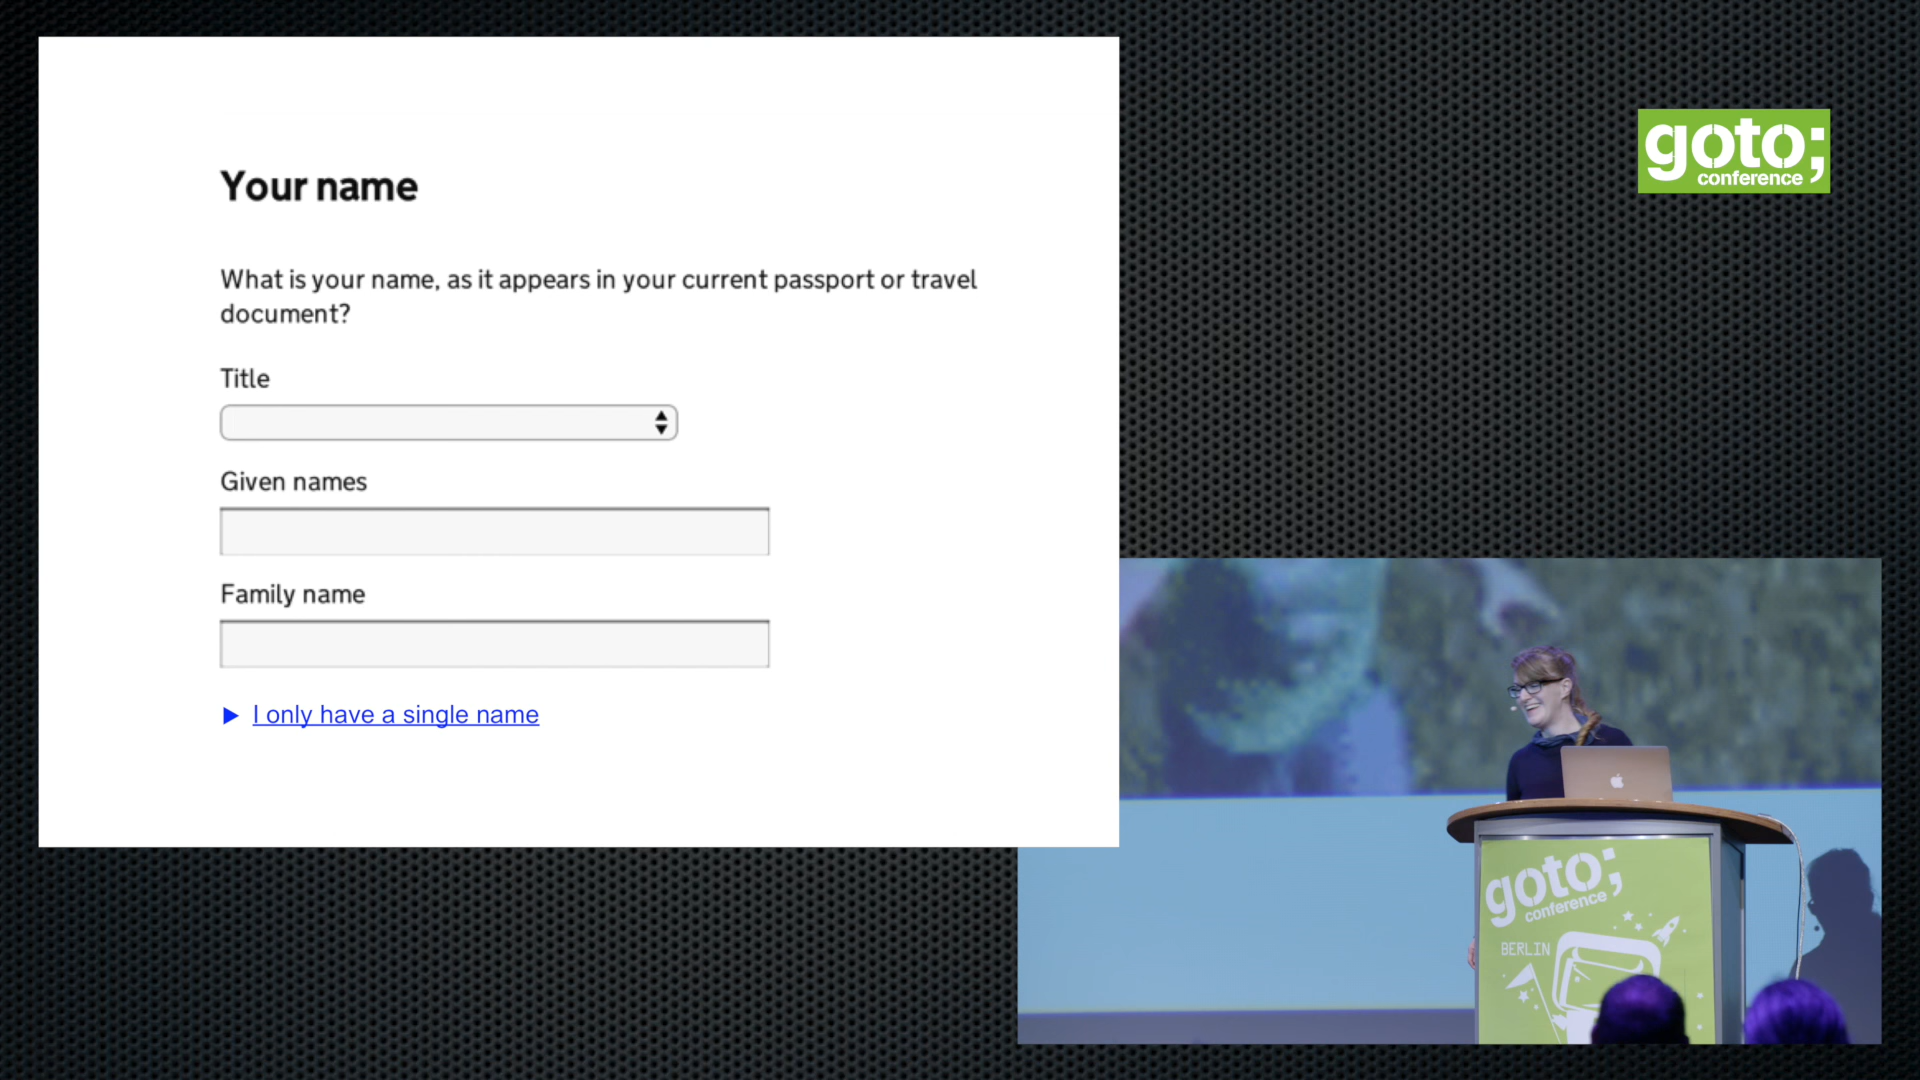 Your name
What is your name, as it appears in your current passport or travel
document?
Title
Given names
Family name
I only have a single name
goto;
conference
goto;
conference
BERLIN